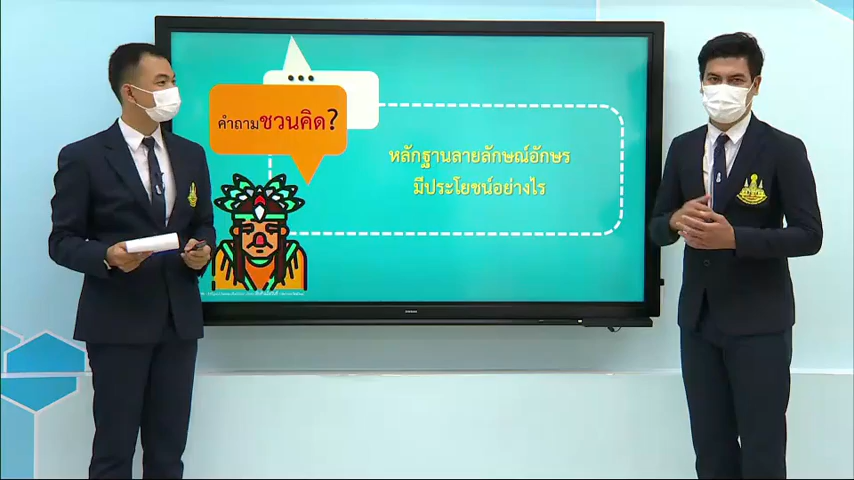 คำถามชวนคิด?
หลักฐานลายลักษณ์อักษร
มีประโยชน์อย่างไร